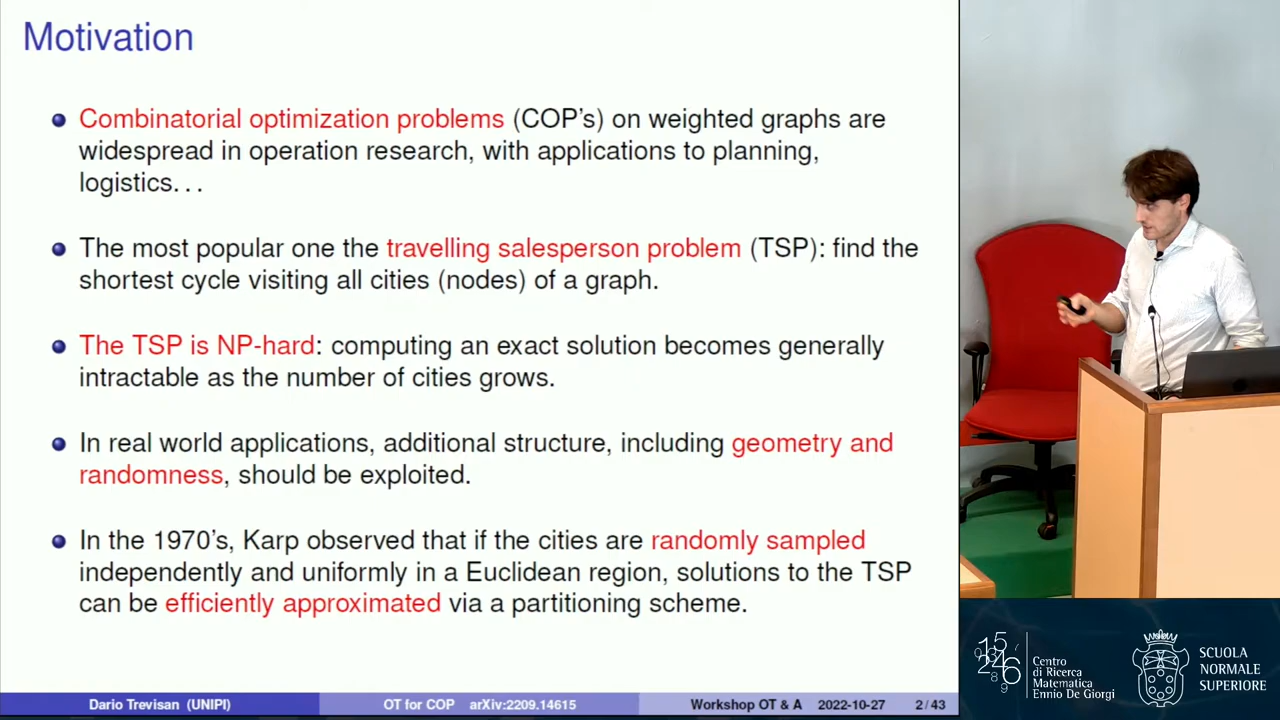 Motivation
Combinatorial optimization problems (COP's) on weighted graphs are
widespread in operation research, with applications to planning,
logistics...
The most popular one the travelling salesperson problem (TSP): find the
shortest cycle visiting all cities (nodes) of a graph.
The TSP is NP-hard: computing an exact solution becomes generally
intractable as the number of cities grows.
In real world applications, additional structure, including geometry and
randomness, should be exploited.
In the 1970's, Karp observed that if the cities are randomly sampled
independently and uniformly in a Euclidean region, solutions to the TSP
can be efficiently approximated via a partitioning scheme.
Dario Trevisan (UNIPI) OT for COP arXiv:2209.14615 Workshop OT & A 2022-10-27 2 / 43
Centro
di Ricerca
Matematica
Ennio De Giorgi
SCUOLA
NORMALE
SUPERIORE